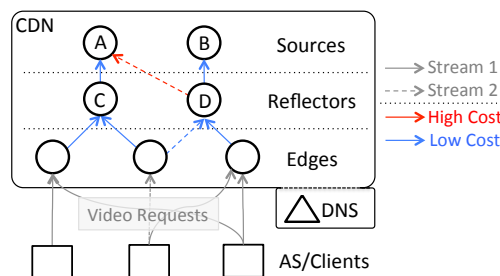 CDN
A
B
Sources
Stream 1
Stream 2
C
D
Reflectors
High Cost
Low Cost
Edges
Video Requests
DNS
AS/Clients